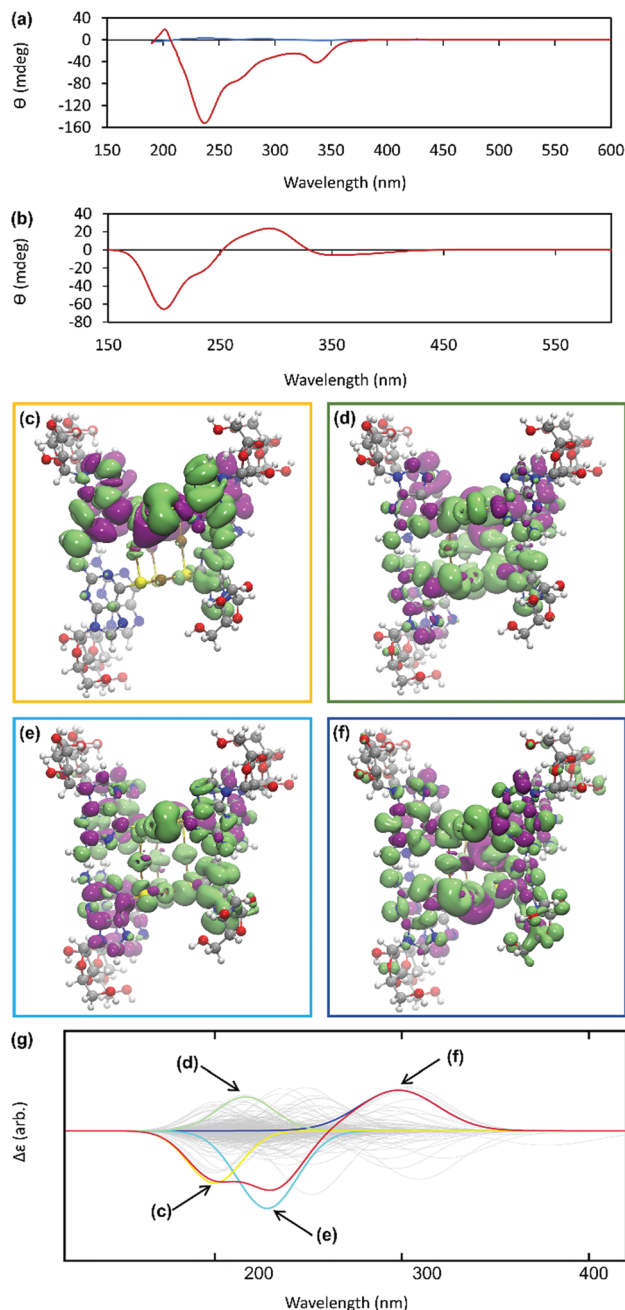 (a)
40
0
-40
-80
-120
-160
Θ (mdeg)
150 200 250 300 350 400 450 500 550 600
Wavelength (nm)
(b)
40
20
0
-20
-40
-60
-80
Θ (mdeg)
150 250 350 450 550
Wavelength (nm)
(c) (d)
(e) (f)
(g)
(d) (f)
Δε (arb.)
(c) (e)
200 300 400
Wavelength (nm)